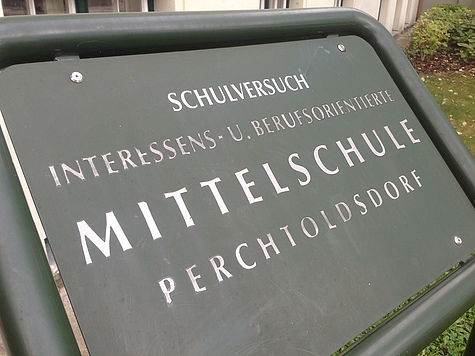 SCHULVERSUCH
INTERESSENS- U. BERUFSORIENTIERTE
MITTELSCHULE
PERCHTOLDSDORF